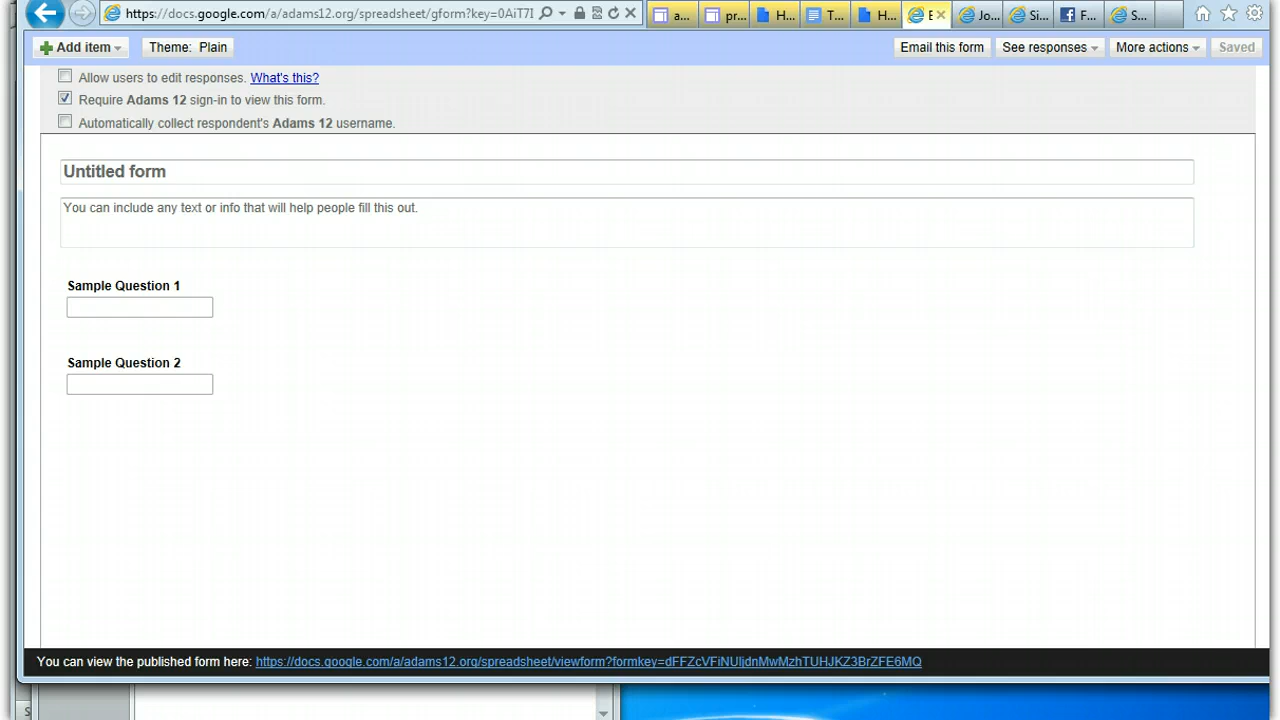 https://docs.google.com/a/adams12.org/spreadsheet/gform?key=0AiT7I
a...
pr...
H...
T...
H...
E
Jo...
Si...
F...
S...
Add item
Thema: Plain
Email this form
See responses
More actions
Saved
Allow users to edit responses. What's this?
Require Adams 12 sign-in to view this form.
Automatically collect respondent's Adams 12 username.
Untitled form
You can include any text or info that will help people fill this out.
Sample Question 1
Sample Question 2
You can view the published form here: https://docs.google.com/a/adams12.org/spreadsheet/viewform?formkey=dFFZcVFiNUljdnMwMzhTUHJKZ3BrZFE6MQ
S